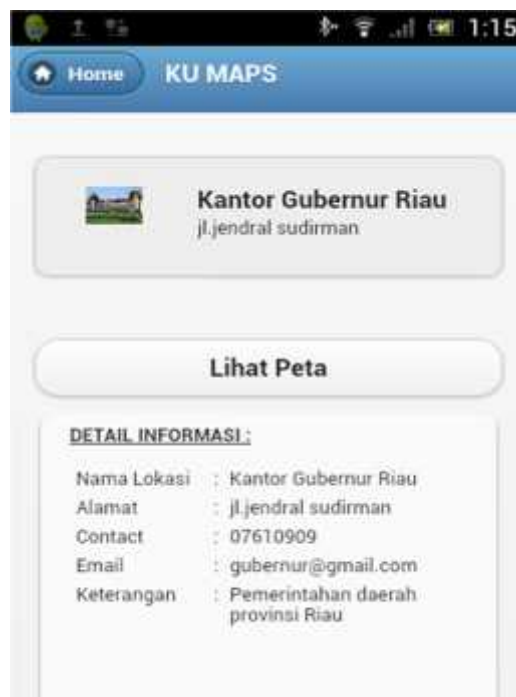 1:15
Home KU MAPS
Kantor Gubernur Riau
jl.jendral sudirman
Lihat Peta
DETAIL INFORMASI :
Nama Lokasi : Kantor Gubernur Riau
Alamat : jl.jendral sudirman
Contact : 07610909
Email : gubernur@gmail.com
Keterangan : Pemerintahan daerah
provinsi Riau